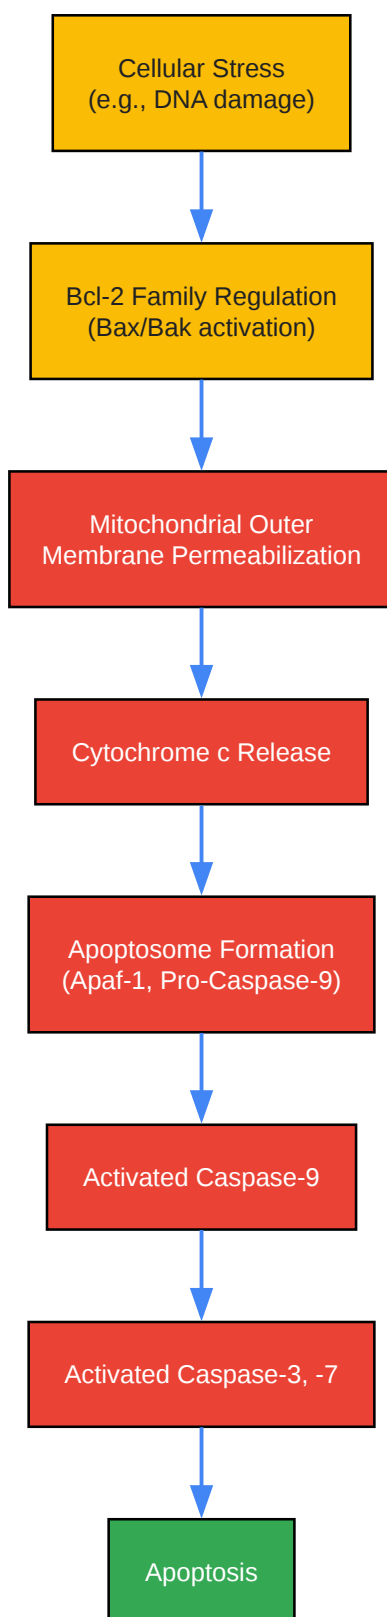 Cellular Stress
(e.g., DNA damage)
Bcl-2 Family Regulation
(Bax/Bak activation)
Mitochondrial Outer
Membrane Permeabilization
Cytochrome c Release
Apoptosome Formation
(Apaf-1, Pro-Caspase-9)
Activated Caspase-9
Activated Caspase-3, -7
Apoptosis